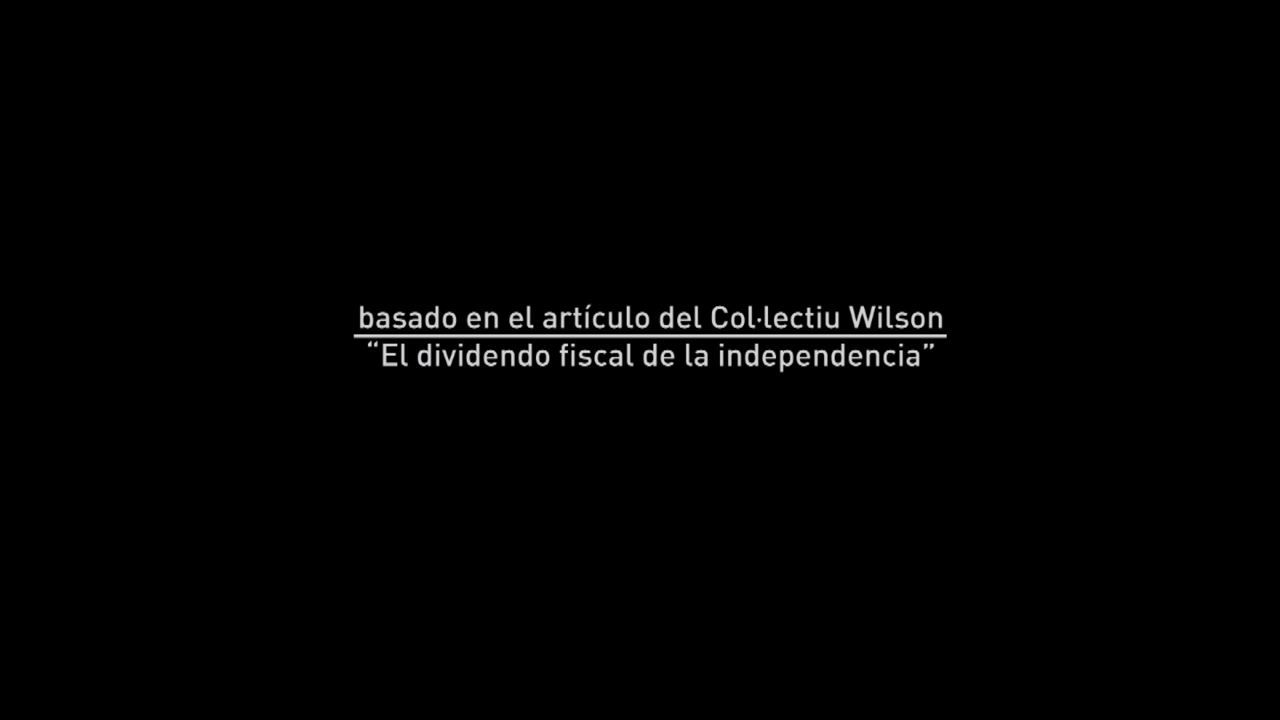 basado en el artículo del Col·lectiu Wilson
“El dividendo fiscal de la independencia”